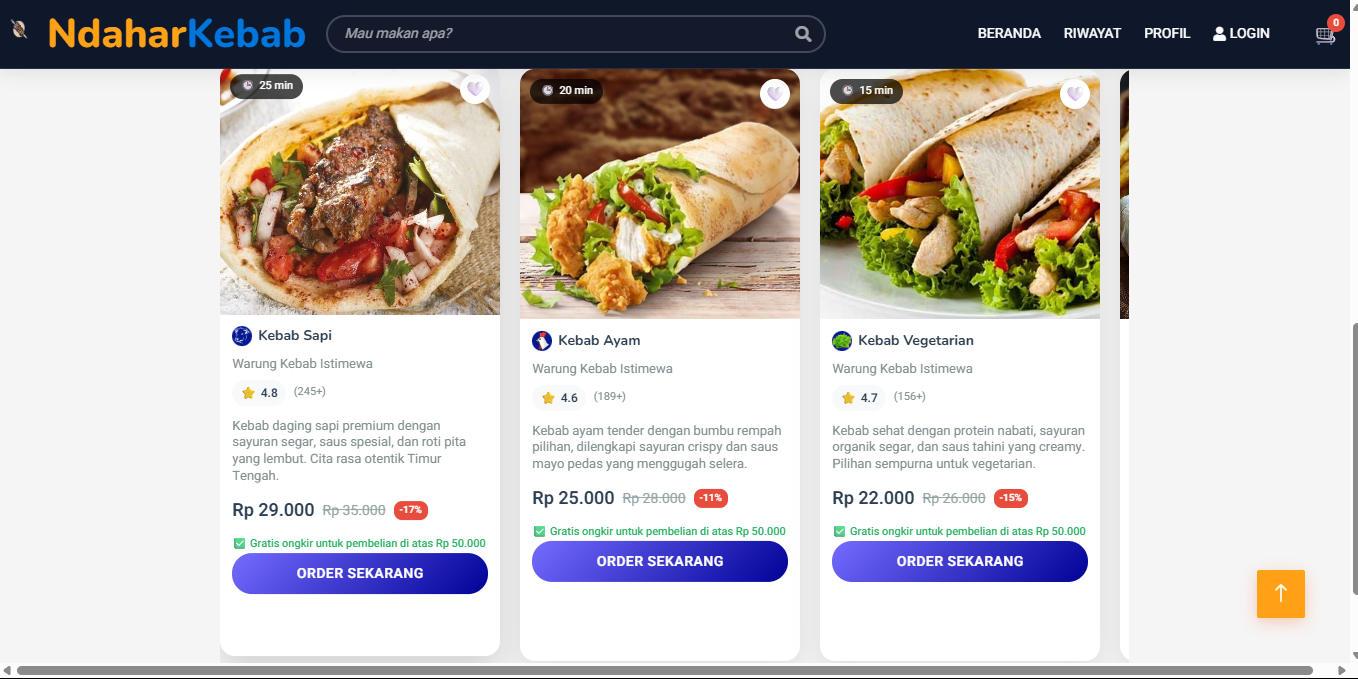 NdaharKebab
Mau makan apa?
BERANDA
RIWAYAT
PROFIL
LOGIN
0
25 min
Kebab Sapi
Warung Kebab Istimewa
4.8 (245+)
Kebab daging sapi premium dengan
sayuran segar, saus spesial, dan roti pita
yang lembut. Cita rasa otentik Timur
Tengah.
Rp 29.000 Rp 35.000 -17%
Gratis ongkir untuk pembelian di atas Rp 50.000
ORDER SEKARANG
20 min
Kebab Ayam
Warung Kebab Istimewa
4.6 (189+)
Kebab ayam tender dengan bumbu rempah
pilihan, dilengkapi sayuran crispy dan saus
mayo pedas yang menggugah selera.
Rp 25.000 Rp 28.000 -11%
Gratis ongkir untuk pembelian di atas Rp 50.000
ORDER SEKARANG
15 min
Kebab Vegetarian
Warung Kebab Istimewa
4.7 (156+)
Kebab sehat dengan protein nabati, sayuran
organik segar, dan saus tahini yang creamy.
Pilihan sempurna untuk vegetarian.
Rp 22.000 Rp 26.000 -15%
Gratis ongkir untuk pembelian di atas Rp 50.000
ORDER SEKARANG